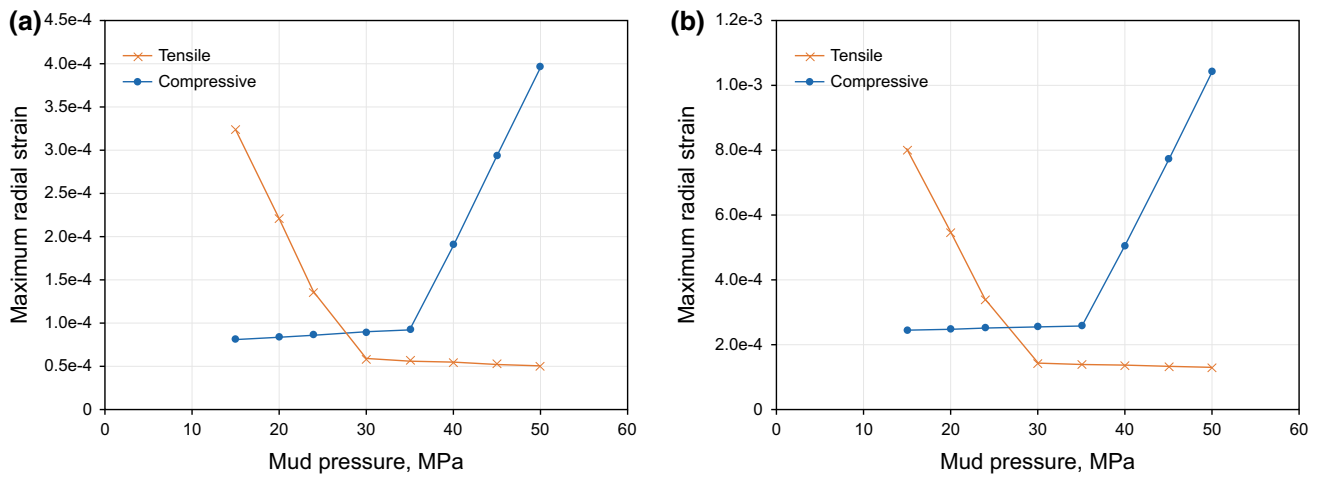 (a)
Maximum radial strain
4.5e-4
4.0e-4
3.5e-4
3.0e-4
2.5e-4
2.0e-4
1.5e-4
1.0e-4
0.5e-4
0
Tensile
Compressive
0 10 20 30 40 50 60
Mud pressure, MPa
(b)
Maximum radial strain
1.2e-3
1.0e-3
8.0e-4
6.0e-4
4.0e-4
2.0e-4
0
Tensile
Compressive
0 10 20 30 40 50 60
Mud pressure, MPa